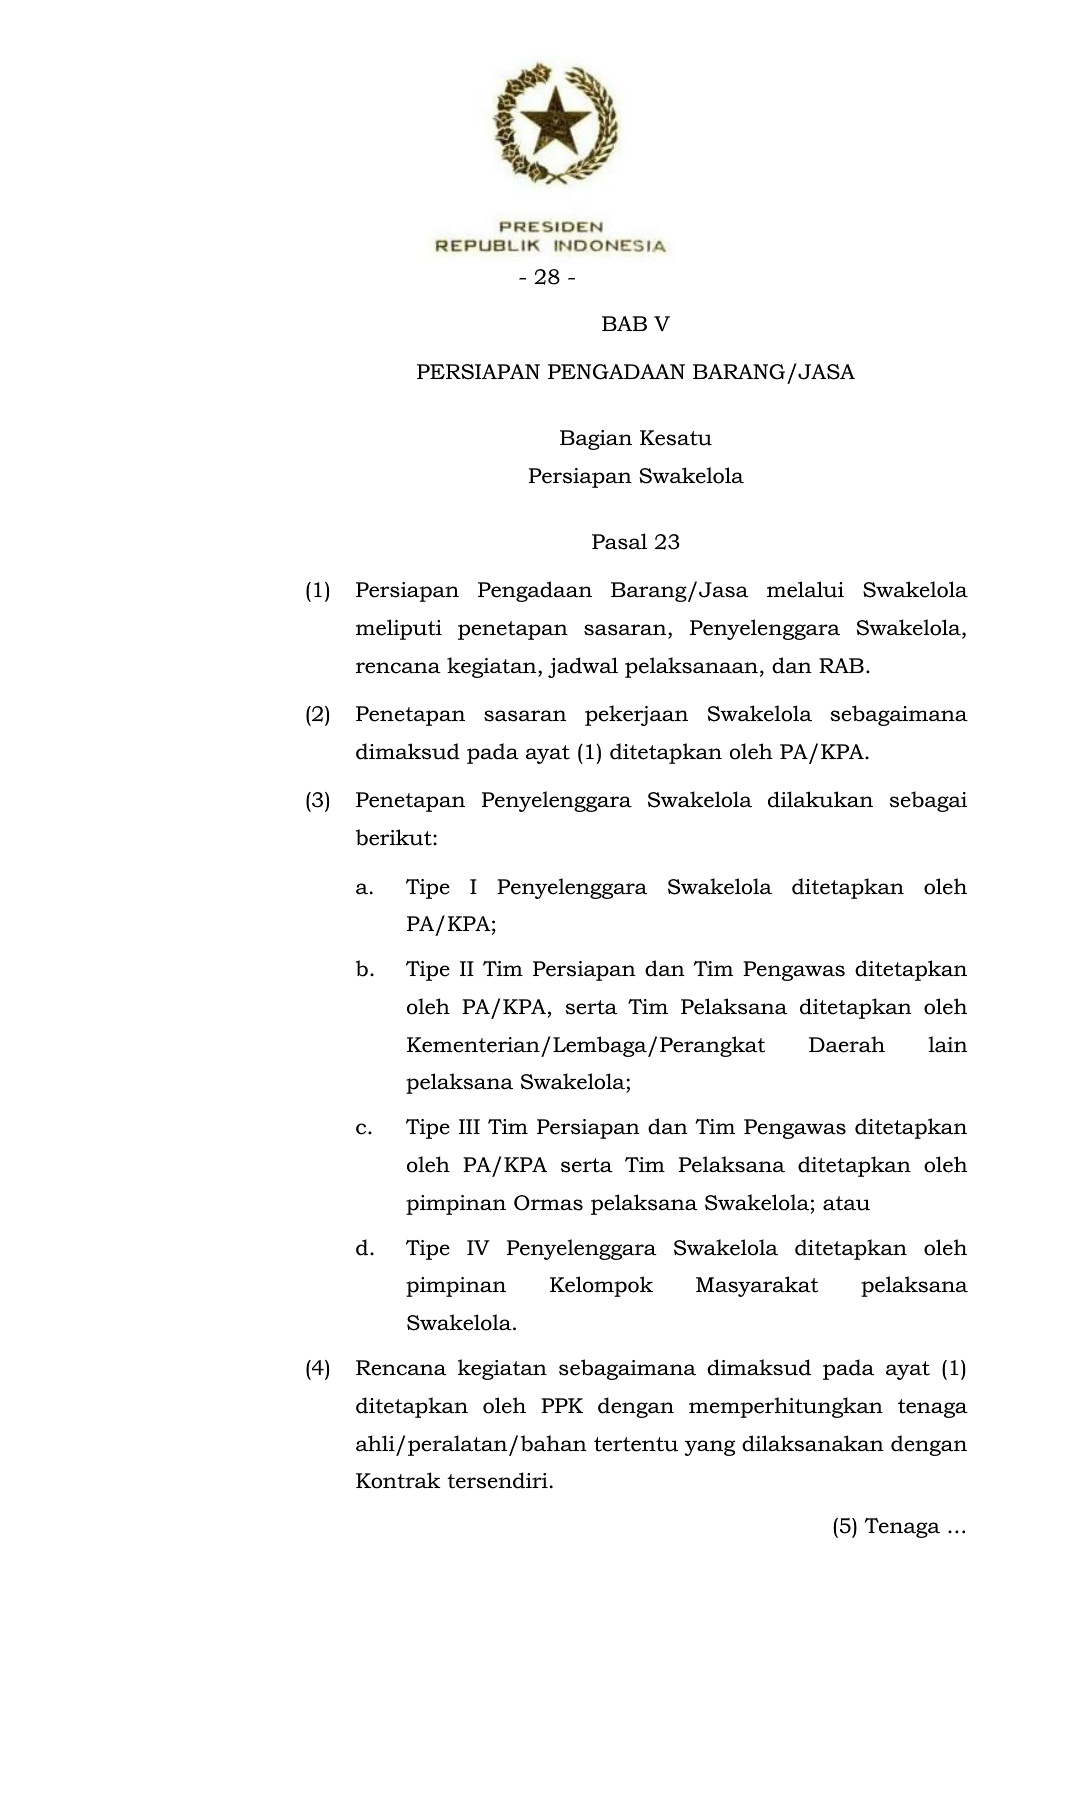 PRESIDEN
REPUBLIK INDONESIA
- 28 -
BAB V
PERSIAPAN PENGADAAN BARANG/JASA
Bagian Kesatu
Persiapan Swakelola
Pasal 23
(1) Persiapan Pengadaan Barang/Jasa melalui Swakelola
meliputi penetapan sasaran, Penyelenggara Swakelola,
rencana kegiatan, jadwal pelaksanaan, dan RAB.
(2) Penetapan sasaran pekerjaan Swakelola sebagaimana
dimaksud pada ayat (1) ditetapkan oleh PA/KPA.
(3) Penetapan Penyelenggara Swakelola dilakukan sebagai
berikut:
a. Tipe I Penyelenggara Swakelola ditetapkan oleh
PA/KPA;
b. Tipe II Tim Persiapan dan Tim Pengawas ditetapkan
oleh PA/KPA, serta Tim Pelaksana ditetapkan oleh
Kementerian/Lembaga/Perangkat Daerah lain
pelaksana Swakelola;
c. Tipe III Tim Persiapan dan Tim Pengawas ditetapkan
oleh PA/KPA serta Tim Pelaksana ditetapkan oleh
pimpinan Ormas pelaksana Swakelola; atau
d. Tipe IV Penyelenggara Swakelola ditetapkan oleh
pimpinan Kelompok Masyarakat pelaksana
Swakelola.
(4) Rencana kegiatan sebagaimana dimaksud pada ayat (1)
ditetapkan oleh PPK dengan memperhitungkan tenaga
ahli/peralatan/bahan tertentu yang dilaksanakan dengan
Kontrak tersendiri.
(5) Tenaga ...